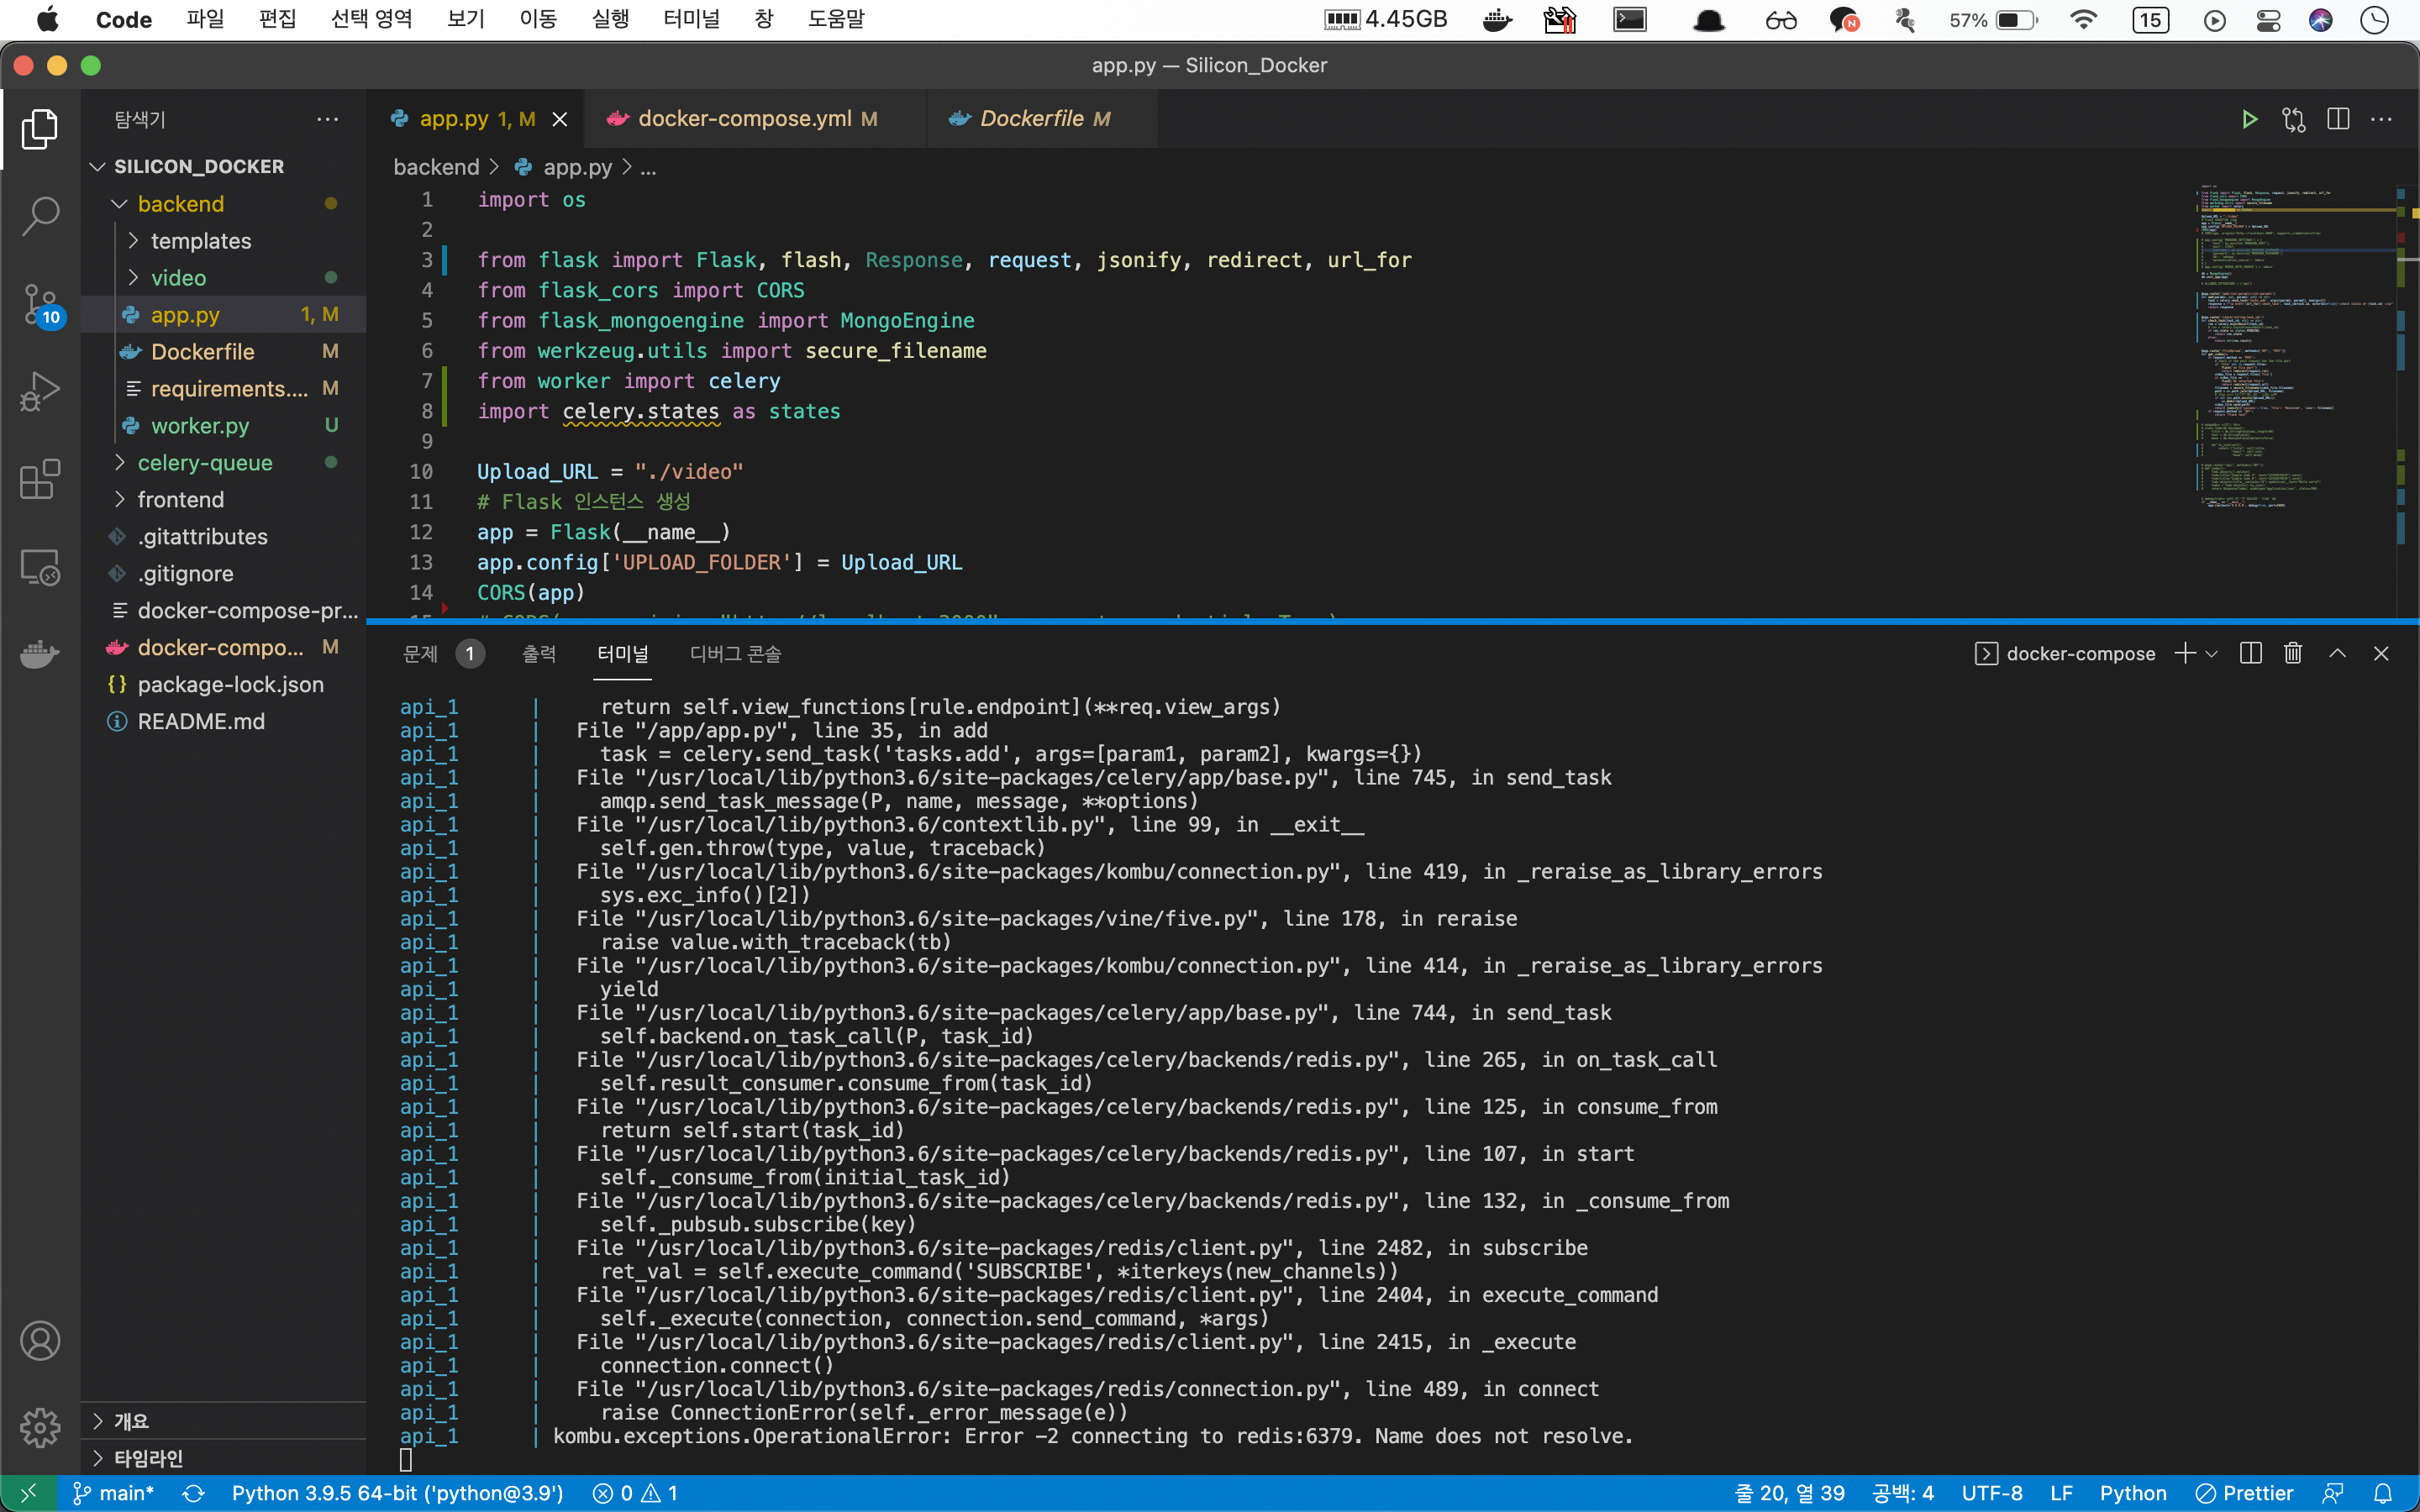 Code 파일 편집 선택 영역 보기 이동 실행 터미널 창 도움말 4.45GB N 57% 15
app.py — Silicon_Docker
탐색기 ...
SILICON_DOCKER
backend
templates
video
app.py 1, M
Dockerfile M
requirements.... M
worker.py U
celery-queue
frontend
.gitattributes
.gitignore
docker-compose-pr...
docker-compo... M
package-lock.json
README.md
개요
타임라인
10
app.py 1, M docker-compose.yml M Dockerfile M
backend > app.py > ...
1 import os
2
3 from flask import Flask, flash, Response, request, jsonify, redirect, url_for
4 from flask_cors import CORS
5 from flask_mongoengine import MongoEngine
6 from werkzeug.utils import secure_filename
7 from worker import celery
8 import celery.states as states
9
10 Upload_URL = "./video"
11 # Flask 인스턴스 생성
12 app = Flask(__name__)
13 app.config['UPLOAD_FOLDER'] = Upload_URL
14 CORS(app)
문제 1 출력 터미널 디버그 콘솔 docker-compose
api_1 | return self.view_functions[rule.endpoint](**req.view_args)
api_1 | File "/app/app.py", line 35, in add
api_1 | task = celery.send_task('tasks.add', args=[param1, param2], kwargs={})
api_1 | File "/usr/local/lib/python3.6/site-packages/celery/app/base.py", line 745, in send_task
api_1 | amqp.send_task_message(P, name, message, **options)
api_1 | File "/usr/local/lib/python3.6/contextlib.py", line 99, in __exit__
api_1 | self.gen.throw(type, value, traceback)
api_1 | File "/usr/local/lib/python3.6/site-packages/kombu/connection.py", line 419, in _reraise_as_library_errors
api_1 | sys.exc_info()[2])
api_1 | File "/usr/local/lib/python3.6/site-packages/vine/five.py", line 178, in reraise
api_1 | raise value.with_traceback(tb)
api_1 | File "/usr/local/lib/python3.6/site-packages/kombu/connection.py", line 414, in _reraise_as_library_errors
api_1 | yield
api_1 | File "/usr/local/lib/python3.6/site-packages/celery/app/base.py", line 744, in send_task
api_1 | self.backend.on_task_call(P, task_id)
api_1 | File "/usr/local/lib/python3.6/site-packages/celery/backends/redis.py", line 265, in on_task_call
api_1 | self.result_consumer.consume_from(task_id)
api_1 | File "/usr/local/lib/python3.6/site-packages/celery/backends/redis.py", line 125, in consume_from
api_1 | return self.start(task_id)
api_1 | File "/usr/local/lib/python3.6/site-packages/celery/backends/redis.py", line 107, in start
api_1 | self._consume_from(initial_task_id)
api_1 | File "/usr/local/lib/python3.6/site-packages/celery/backends/redis.py", line 132, in _consume_from
api_1 | self._pubsub.subscribe(key)
api_1 | File "/usr/local/lib/python3.6/site-packages/redis/client.py", line 2482, in subscribe
api_1 | ret_val = self.execute_command('SUBSCRIBE', *iterkeys(new_channels))
api_1 | File "/usr/local/lib/python3.6/site-packages/redis/client.py", line 2404, in execute_command
api_1 | self._execute(connection, connection.send_command, *args)
api_1 | File "/usr/local/lib/python3.6/site-packages/redis/client.py", line 2415, in _execute
api_1 | connection.connect()
api_1 | File "/usr/local/lib/python3.6/site-packages/redis/connection.py", line 489, in connect
api_1 | raise ConnectionError(self._error_message(e))
api_1 | kombu.exceptions.OperationalError: Error -2 connecting to redis:6379. Name does not resolve.
main* Python 3.9.5 64-bit ('python@3.9') 0 1 줄 20, 열 39 공백: 4 UTF-8 LF Python Prettier